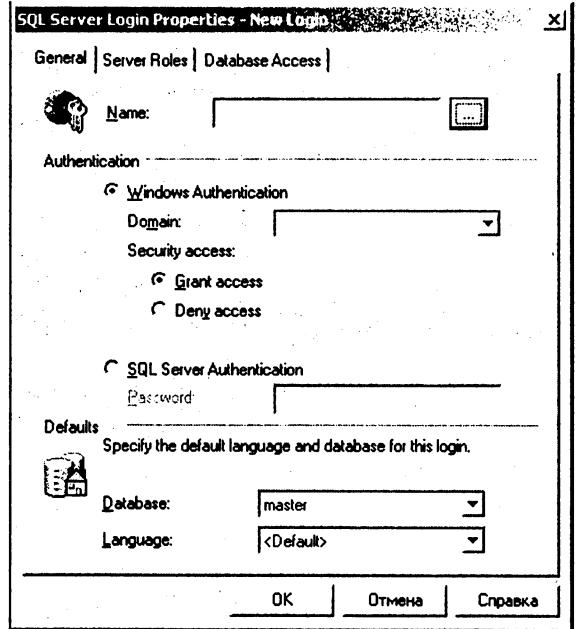 SQL Server Login Properties - New Login
General Server Roles Database Access
Name: ...
Authentication
Windows Authentication
Domain:
Security access:
Grant access
Deny access
SQL Server Authentication
Password:
Defaults
Specify the default language and database for this login.
Database: master
Language: <Default>
OK Отмена Справка